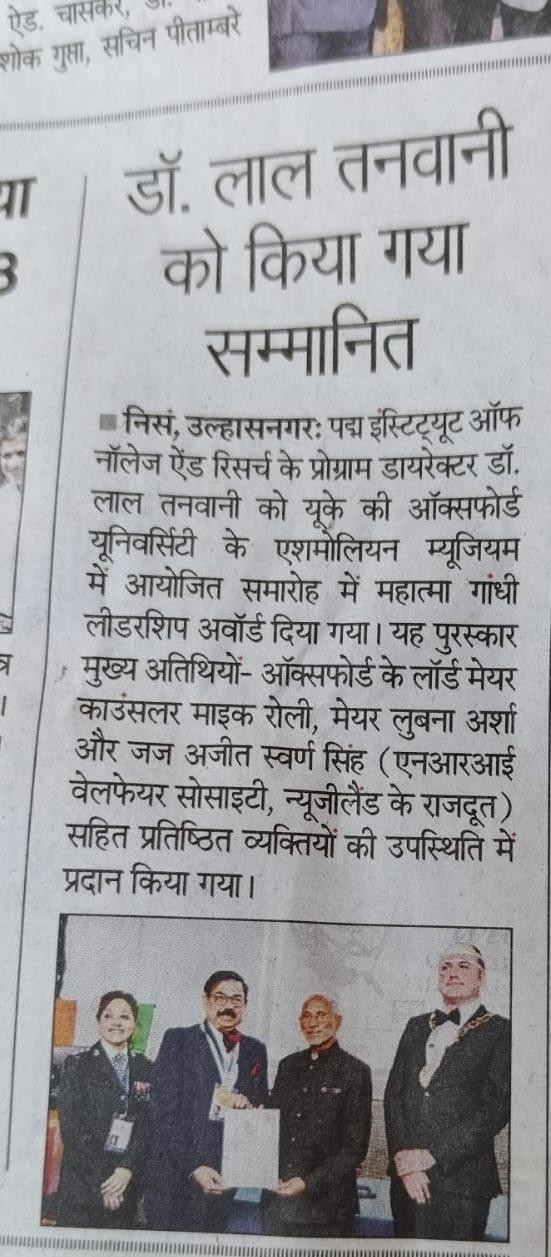 ऐड. चासकर, डॉ.
शोक गुप्ता, सचिन पीताम्बरे
या
3
डॉ. लाल तनवानी
को किया गया
सम्मानित
■ निसं, उल्हासनगर: पद्म इंस्टिट्यूट ऑफ
नॉलेज ऐंड रिसर्च के प्रोग्राम डायरेक्टर डॉ.
लाल तनवानी को यूके की ऑक्सफोर्ड
यूनिवर्सिटी के एशमोलियन म्यूजियम
में आयोजित समारोह में महात्मा गांधी
लीडरशिप अवॉर्ड दिया गया। यह पुरस्कार
मुख्य अतिथियों- ऑक्सफोर्ड के लॉर्ड मेयर
काउंसलर माइक रोली, मेयर लुबना अर्शा
और जज अजीत स्वर्ण सिंह (एनआरआई
वेलफेयर सोसाइटी, न्यूजीलैंड के राजदूत)
सहित प्रतिष्ठित व्यक्तियों की उपस्थिति में
प्रदान किया गया।